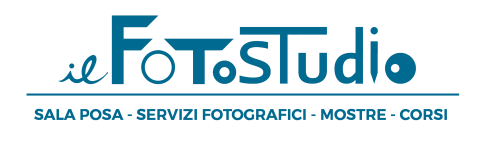 il FoToSTudio
SALA POSA - SERVIZI FOTOGRAFICI - MOSTRE - CORSI